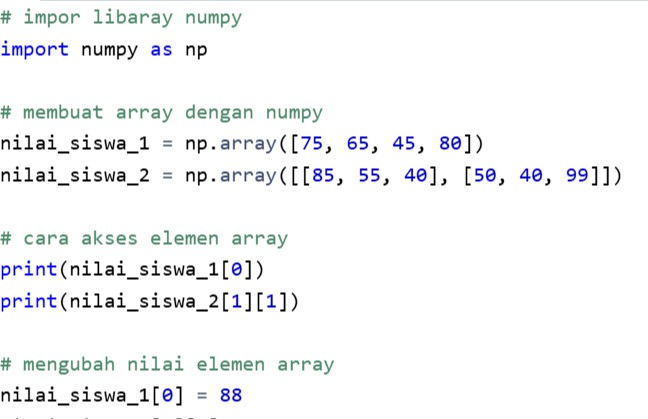 # impor libaray numpy
import numpy as np
# membuat array dengan numpy
nilai_siswa_1 = np.array([75, 65, 45, 80])
nilai_siswa_2 = np.array([[85, 55, 40], [50, 40, 99]])
# cara akses elemen array
print(nilai_siswa_1[0])
print(nilai_siswa_2[1][1])
# mengubah nilai elemen array
nilai_siswa_1[0] = 88